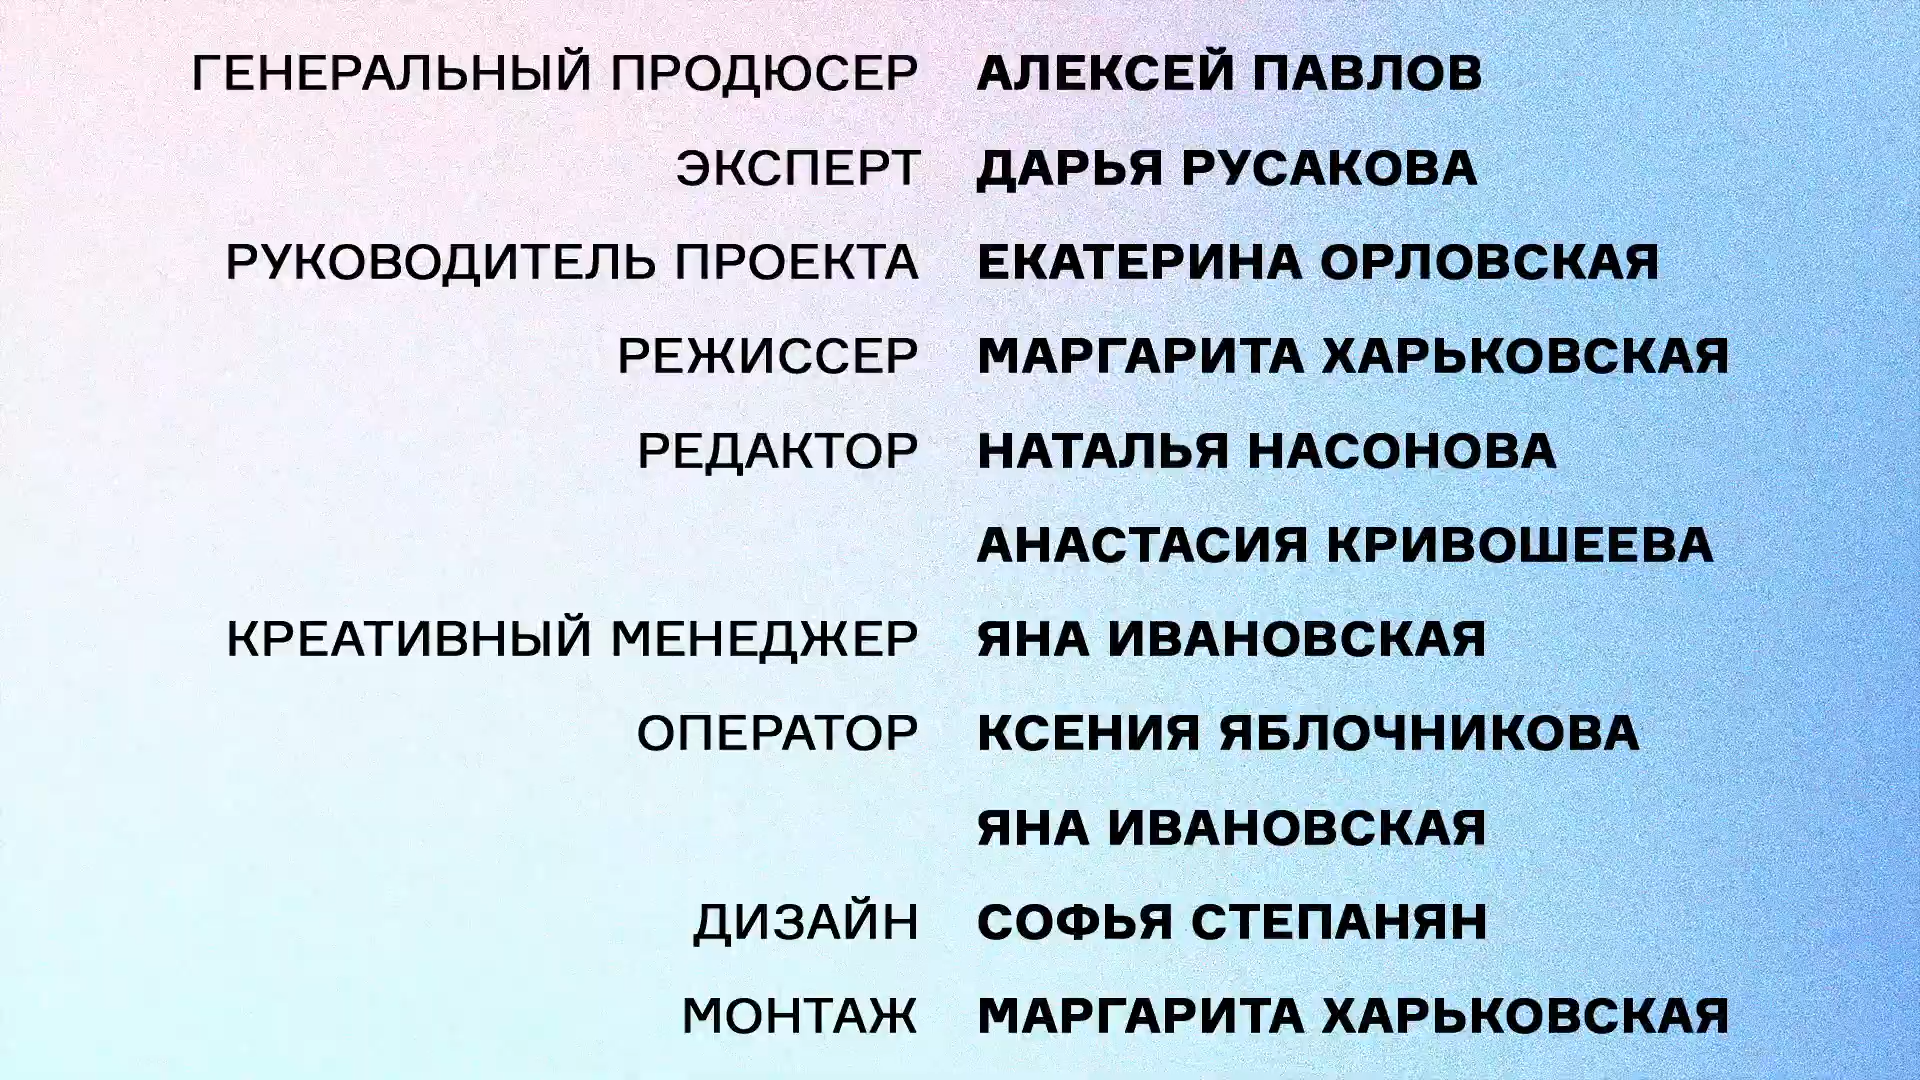 ГЕНЕРАЛЬНЫЙ ПРОДЮСЕР АЛЕКСЕЙ ПАВЛОВ
ЭКСПЕРТ ДАРЬЯ РУСАКОВА
РУКОВОДИТЕЛЬ ПРОЕКТА ЕКАТЕРИНА ОРЛОВСКАЯ
РЕЖИССЕР МАРГАРИТА ХАРЬКОВСКАЯ
РЕДАКТОР НАТАЛЬЯ НАСОНОВА
АНАСТАСИЯ КРИВОШЕЕВА
КРЕАТИВНЫЙ МЕНЕДЖЕР ЯНА ИВАНОВСКАЯ
ОПЕРАТОР КСЕНИЯ ЯБЛОЧНИКОВА
ЯНА ИВАНОВСКАЯ
ДИЗАЙН СОФЬЯ СТЕПАНЯН
МОНТАЖ МАРГАРИТА ХАРЬКОВСКАЯ